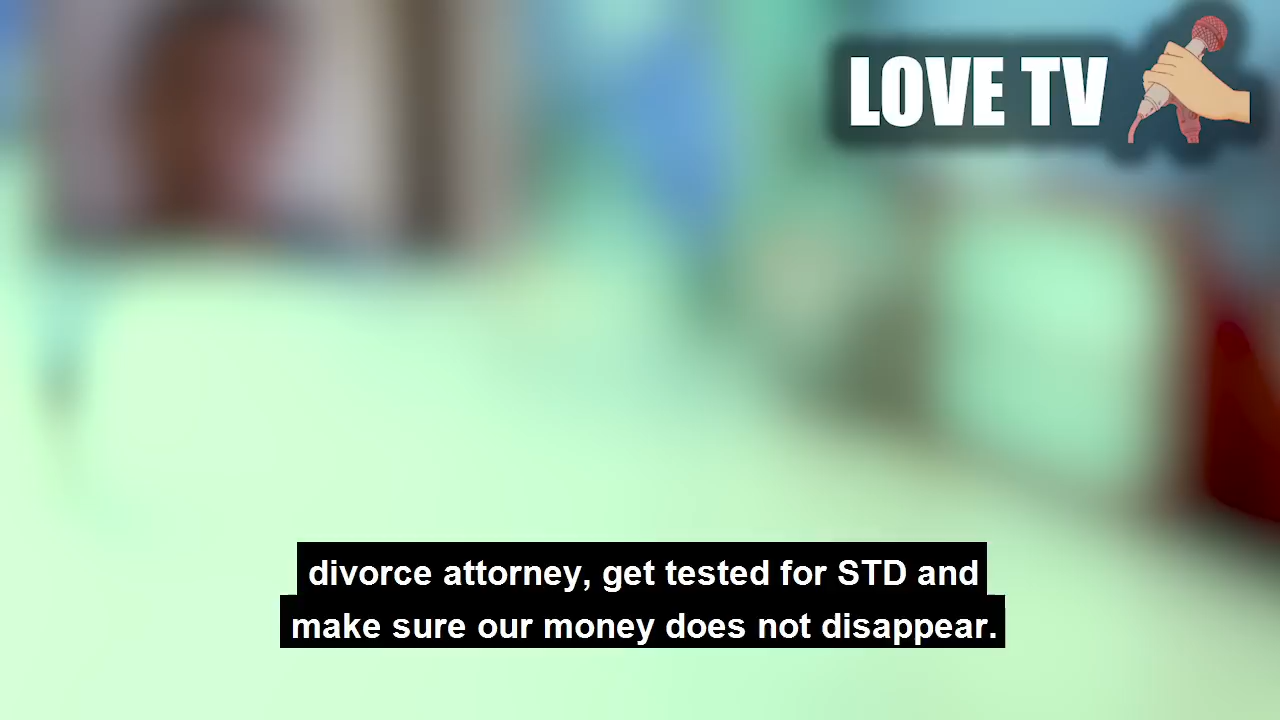 LOVE TV
divorce attorney, get tested for STD and
make sure our money does not disappear.